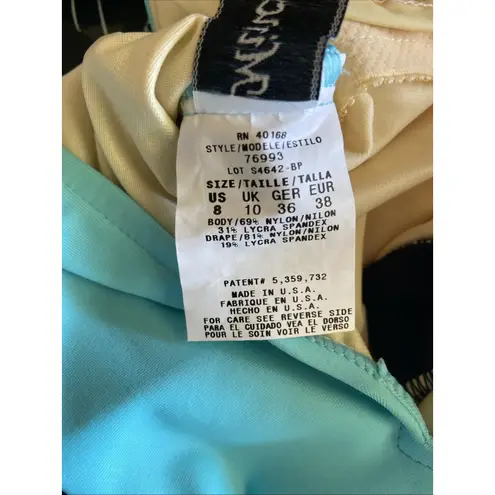 RN 40168
STYLE/MODELE/ESTILO
76993
LOT S4642-BP
SIZE/TAILLE/TALLA
US UK GER EUR
8 10 36 38
BODY/69% NYLON/NILON
31% LYCRA SPANDEX
DRAPE/81% NYLON/NILON
19% LYCRA SPANDEX
PATENT# 5,359,732
MADE IN U.S.A.
FABRIQUE EN U.S.A.
HECHO EN U.S.A.
FOR CARE SEE REVERSE SIDE
PARA EL CUIDADO VEA EL DORSO
POUR LE SOIN VOIR LE VERSO